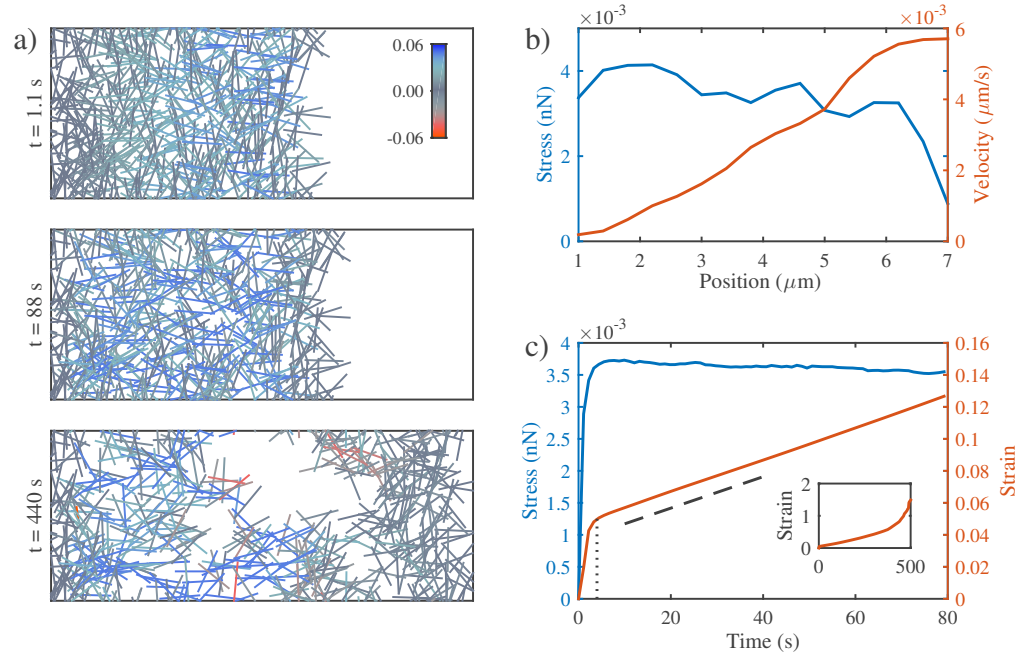 a)
t = 1.1 s
0.06
0.00
-0.06
t = 88 s
t = 440 s
b)
×10⁻³
×10⁻³
4
2
0
Stress (nN)
6
4
2
0
Velocity (μm/s)
1 2 3 4 5 6 7
Position (μm)
c)
×10⁻³
4
3.5
3
2.5
2
1.5
1
0.5
0
Stress (nN)
0.16
0.14
0.12
0.10
0.08
0.06
0.04
0.02
0
Strain
2
1
0
Strain
0 500
0 20 40 60 80
Time (s)